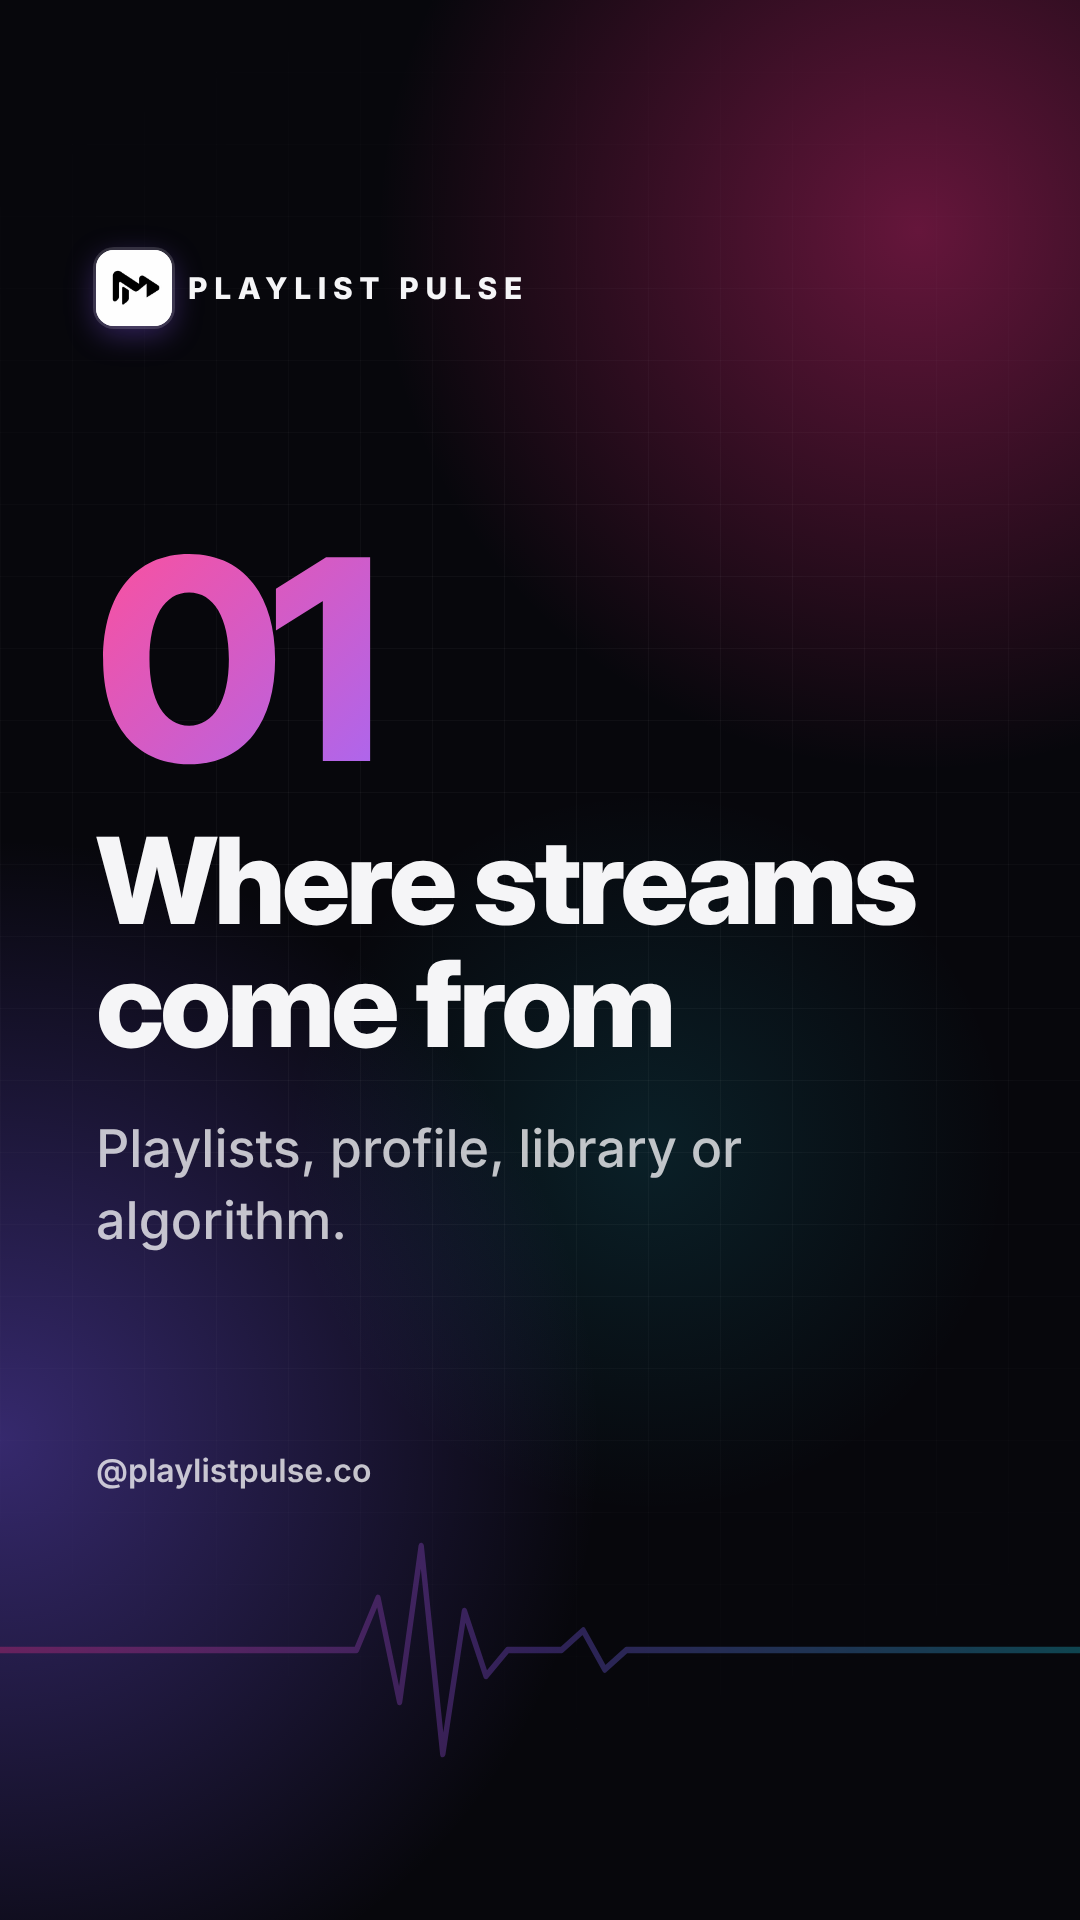 PLAYLIST PULSE
01
Where streams
come from
Playlists, profile, library or
algorithm.
@playlistpulse.co